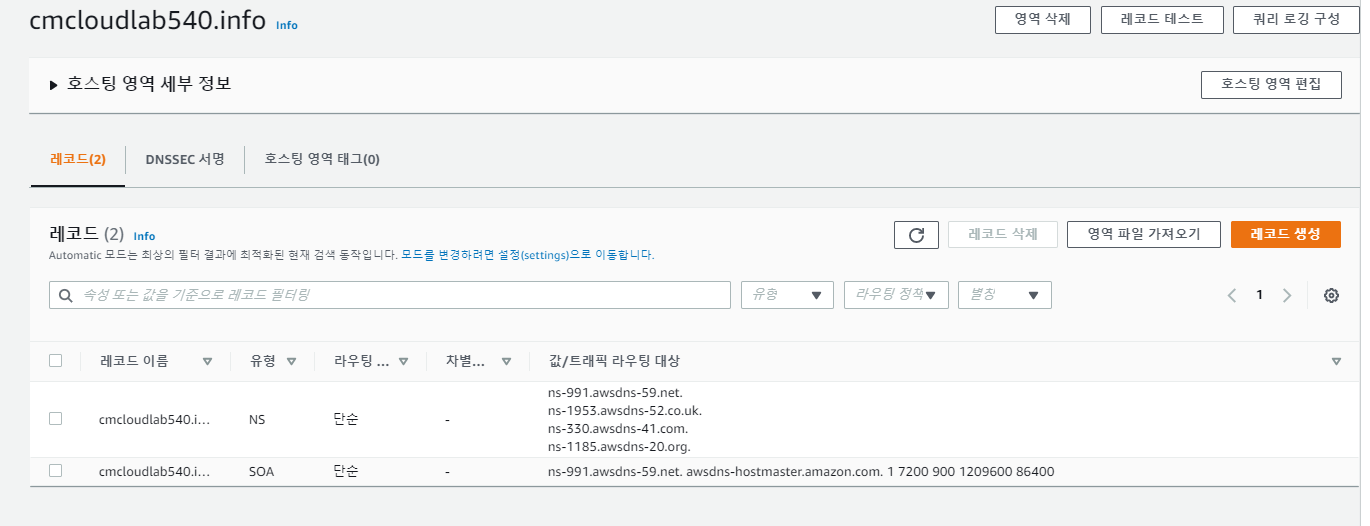 cmcloudlab540.info Info
영역 삭제 레코드 테스트 쿼리 로깅 구성
호스팅 영역 세부 정보 호스팅 영역 편집
레코드(2) DNSSEC 서명 호스팅 영역 태그(0)
레코드 (2) Info
레코드 삭제 영역 파일 가져오기 레코드 생성
Automatic 모드는 최상의 필터 결과에 최적화된 현재 검색 동작입니다. 모드를 변경하려면 설정(settings)으로 이동합니다.
속성 또는 값을 기준으로 레코드 필터링 유형 라우팅 정책 별칭 1
레코드 이름 유형 라우팅 ... 차별... 값/트래픽 라우팅 대상
ns-991.awsdns-59.net.
ns-1953.awsdns-52.co.uk.
cmcloudlab540.i... NS 단순 -
ns-330.awsdns-41.com.
ns-1185.awsdns-20.org.
cmcloudlab540.i... SOA 단순 - ns-991.awsdns-59.net. awsdns-hostmaster.amazon.com. 1 7200 900 1209600 86400